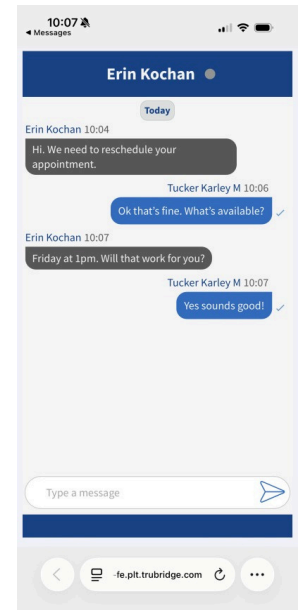 10:07
Messages
Erin Kochan
Today
Erin Kochan 10:04
Hi. We need to reschedule your
appointment.
Tucker Karley M 10:06
Ok that's fine. What's available?
Erin Kochan 10:07
Friday at 1pm. Will that work for you?
Tucker Karley M 10:07
Yes sounds good!
Type a message
-fe.plt.trubridge.com